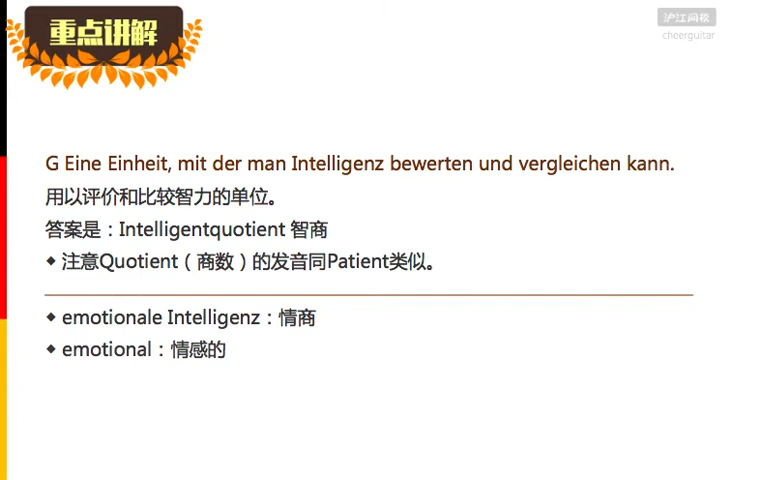 重点讲解
沪江网校
cheerguitar
G Eine Einheit, mit der man Intelligenz bewerten und vergleichen kann.
用以评价和比较智力的单位。
答案是：Intelligentquotient 智商
◆ 注意Quotient（商数）的发音同Patient类似。
◆ emotionale Intelligenz：情商
◆ emotional：情感的